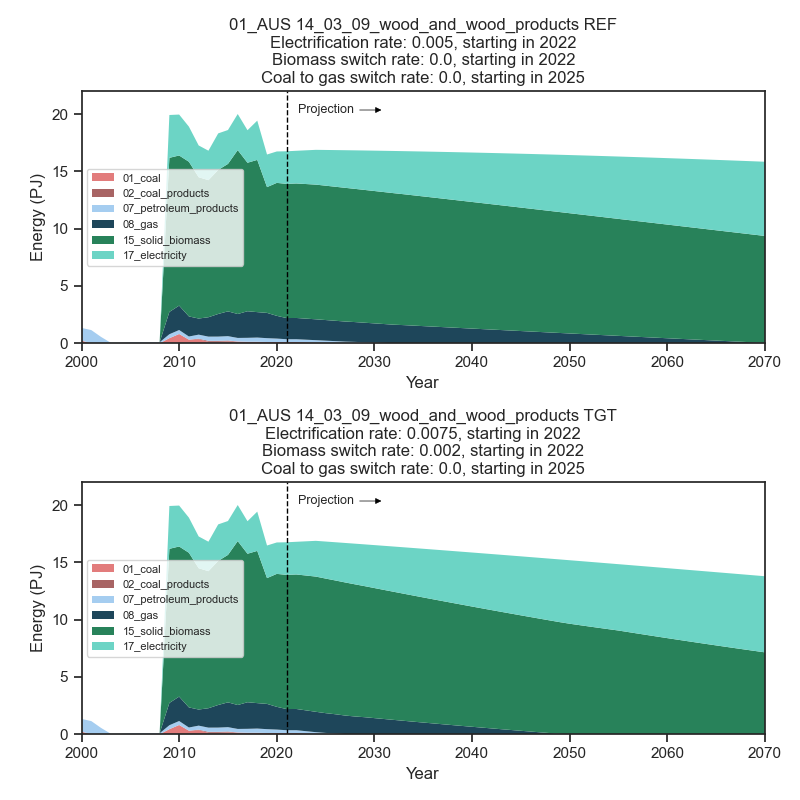 01_AUS 14_03_09_wood_and_wood_products REF
Electrification rate: 0.005, starting in 2022
Biomass switch rate: 0.0, starting in 2022
Coal to gas switch rate: 0.0, starting in 2025
Projection
20
15
10
5
0
Energy (PJ)
01_coal
02_coal_products
07_petroleum_products
08_gas
15_solid_biomass
17_electricity
2000 2010 2020 2030 2040 2050 2060 2070
Year
01_AUS 14_03_09_wood_and_wood_products TGT
Electrification rate: 0.0075, starting in 2022
Biomass switch rate: 0.002, starting in 2022
Coal to gas switch rate: 0.0, starting in 2025
Projection
20
15
10
5
0
Energy (PJ)
01_coal
02_coal_products
07_petroleum_products
08_gas
15_solid_biomass
17_electricity
2000 2010 2020 2030 2040 2050 2060 2070
Year